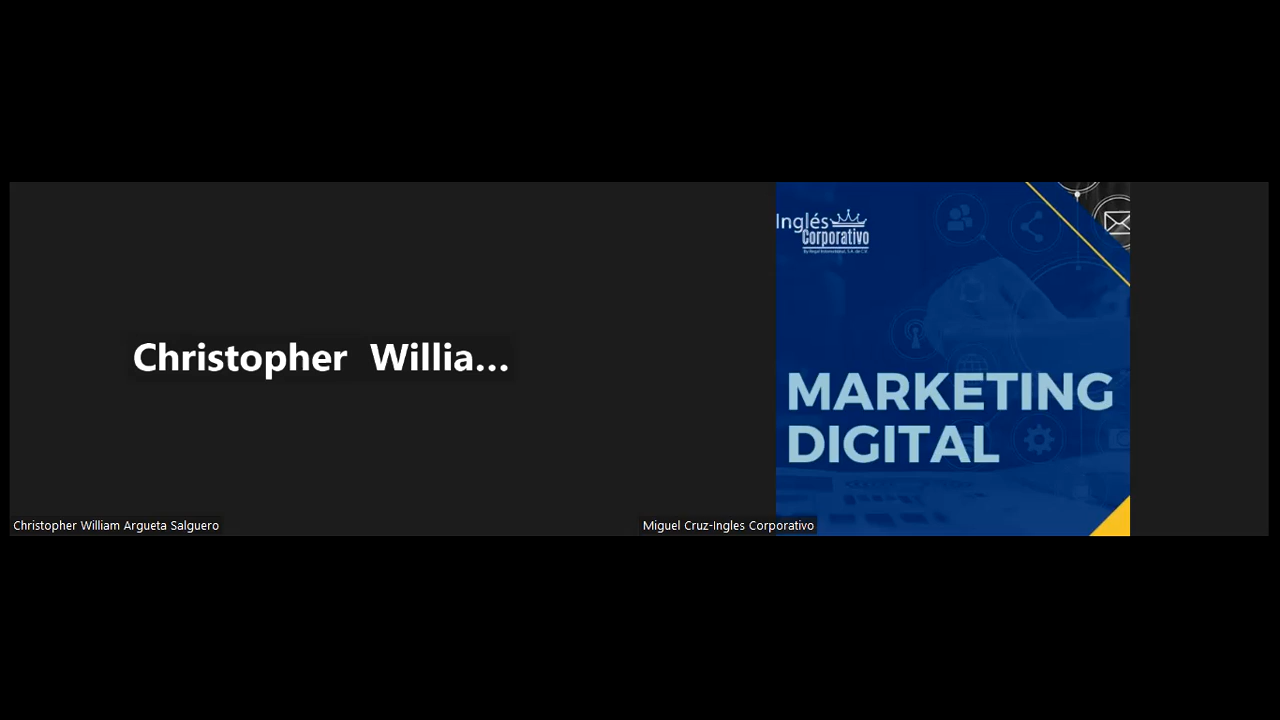 Inglés
Corporativo
MARKETING
DIGITAL
Christopher Willia...
Christopher William Argueta Salguero
Miguel Cruz-Ingles Corporativo